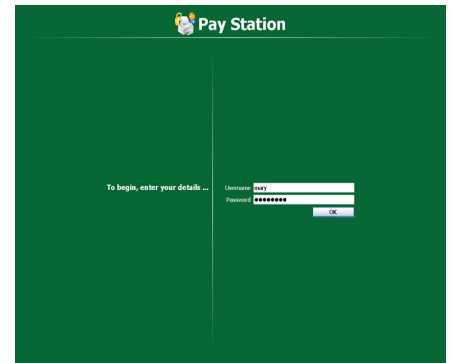 Pay Station
To begin, enter your details ...
Username mary
Password ●●●●●●●●
OK